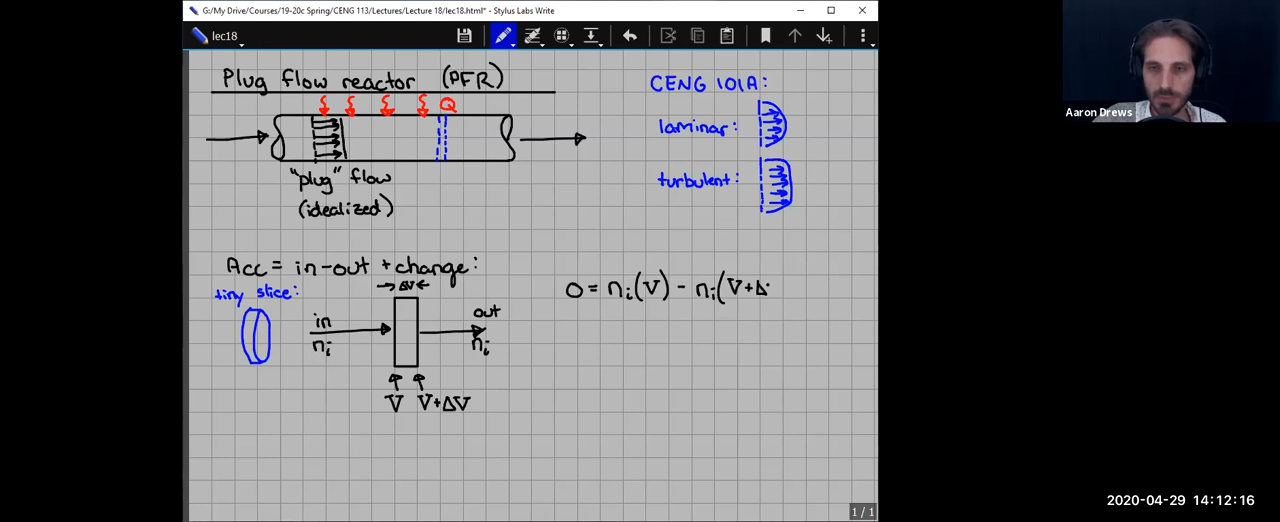 G:/My Drive/Courses/19-20c Spring/CENG 113/Lectures/Lecture 18/lec18.html* - Stylus Labs Write
lec18
Plug flow reactor (PFR)
Q
"plug" flow
(idealized)
CENG 101A:
laminar:
turbulent:
Acc = in-out + change:
tiny slice:
ΔV
in
ni
out
ni
V V+ΔV
0 = ni(V) - ni(V+Δ
1 / 1
Aaron Drews
2020-04-29 14:12:16